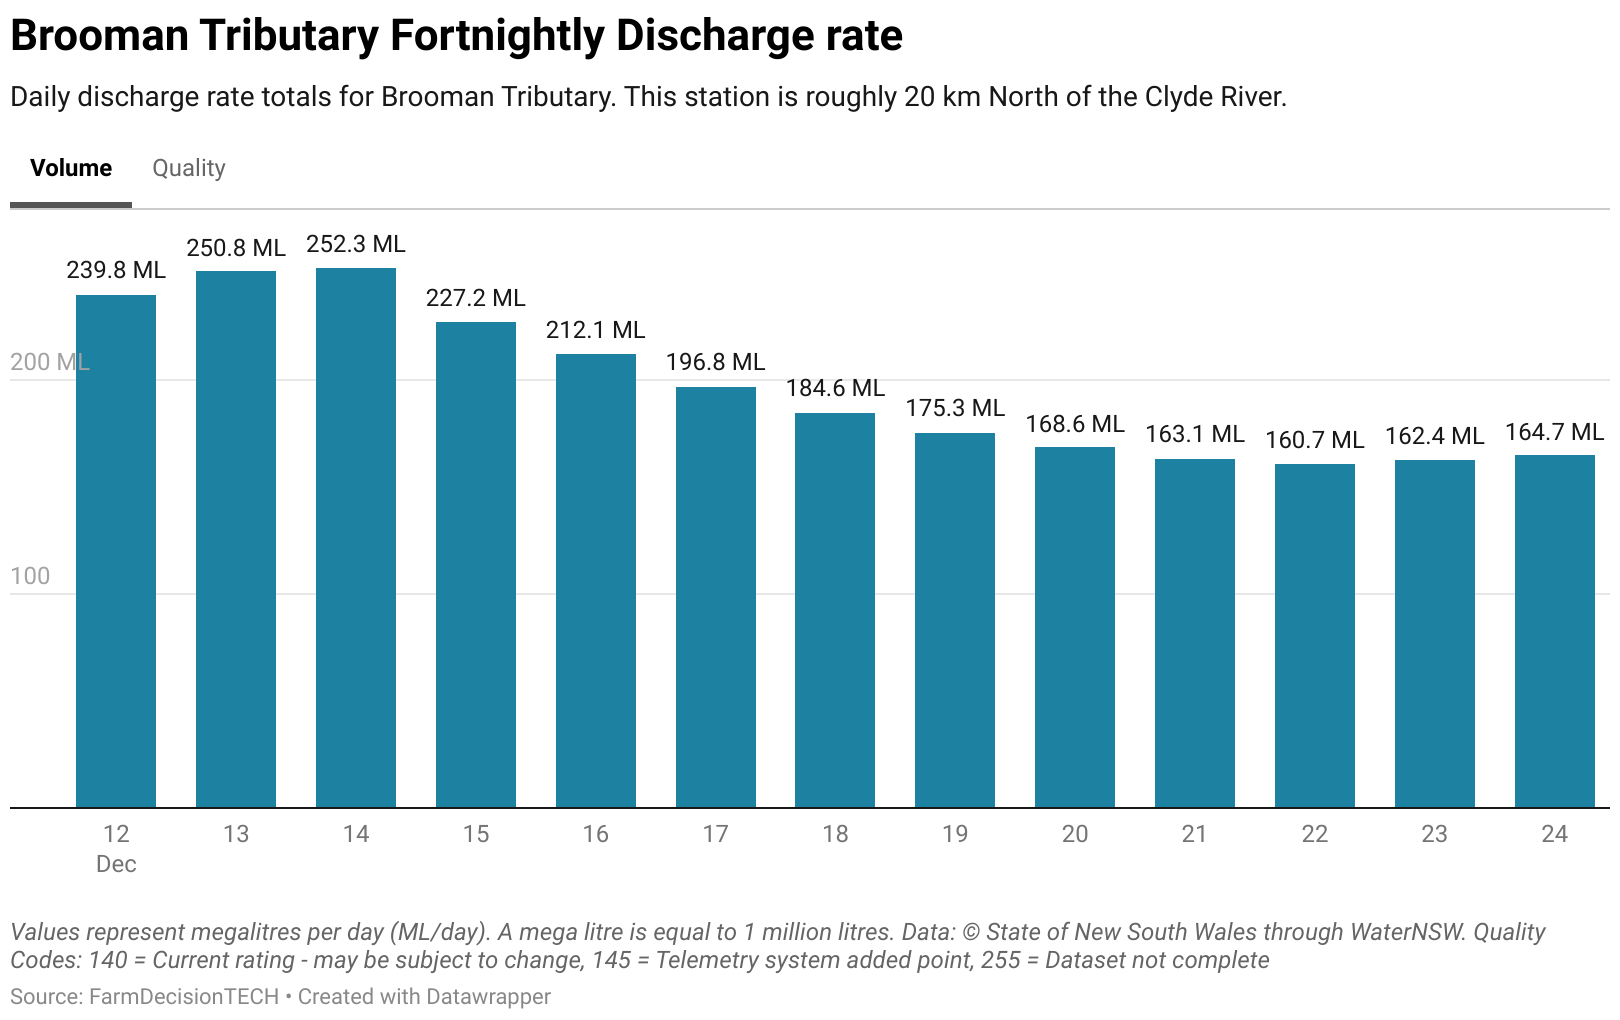 Brooman Tributary Fortnightly Discharge rate
Daily discharge rate totals for Brooman Tributary. This station is roughly 20 km North of the Clyde River.
Volume Quality
239.8 ML 250.8 ML 252.3 ML 227.2 ML 212.1 ML 196.8 ML 184.6 ML 175.3 ML 168.6 ML 163.1 ML 160.7 ML 162.4 ML 164.7 ML
200 ML
100
12 13 14 15 16 17 18 19 20 21 22 23 24
Dec
Values represent megalitres per day (ML/day). A mega litre is equal to 1 million litres. Data: © State of New South Wales through WaterNSW. Quality
Codes: 140 = Current rating - may be subject to change, 145 = Telemetry system added point, 255 = Dataset not complete
Source: FarmDecisionTECH • Created with Datawrapper